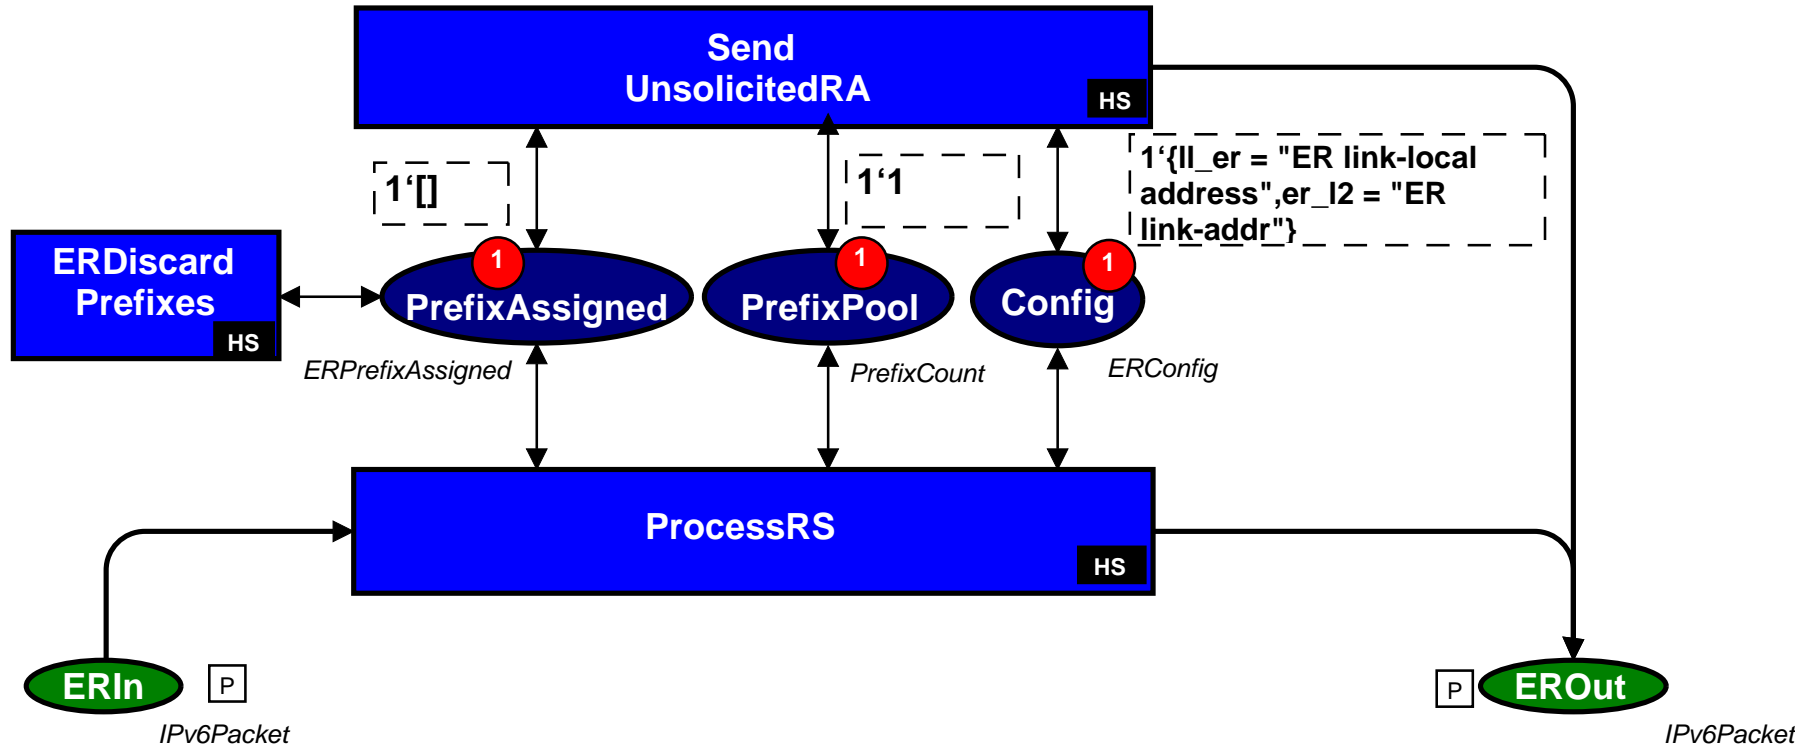 Send
UnsolicitedRA
HS
1‘[]
1‘1
1‘{ll_er = "ER link-local
address",er_l2 = "ER
link-addr"}
ERDiscard
Prefixes
HS
1
PrefixAssigned
1
PrefixPool
1
Config
ERPrefixAssigned
PrefixCount
ERConfig
ProcessRS
HS
ERIn
P
IPv6Packet
P
EROut
IPv6Packet